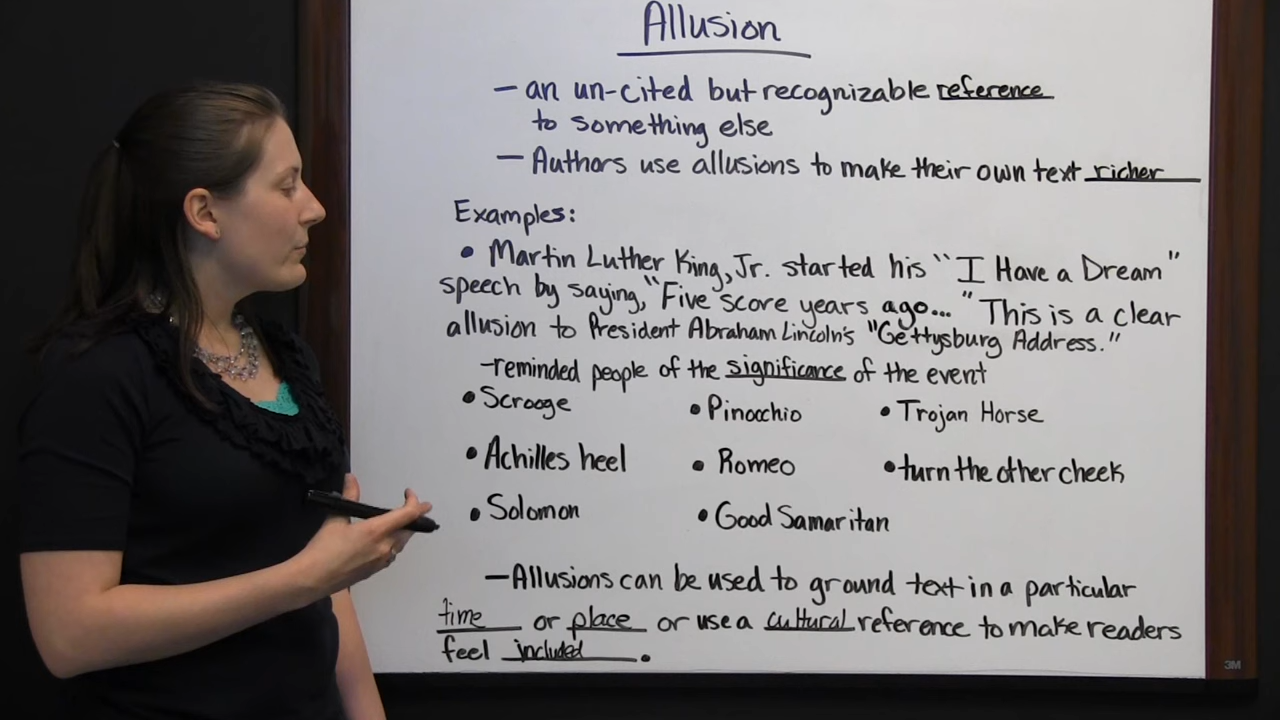 Allusion
– an un-cited but recognizable reference
to something else
– Authors use allusions to make their own text richer
Examples:
• Martin Luther King, Jr. started his "I Have a Dream"
speech by saying, "Five score years ago..." This is a clear
allusion to President Abraham Lincoln's "Gettysburg Address."
–reminded people of the significance of the event
• Scrooge • Pinocchio • Trojan Horse
• Achilles heel • Romeo • turn the other cheek
• Solomon • Good Samaritan
– Allusions can be used to ground text in a particular
time or place or use a cultural reference to make readers
feel included.
3M